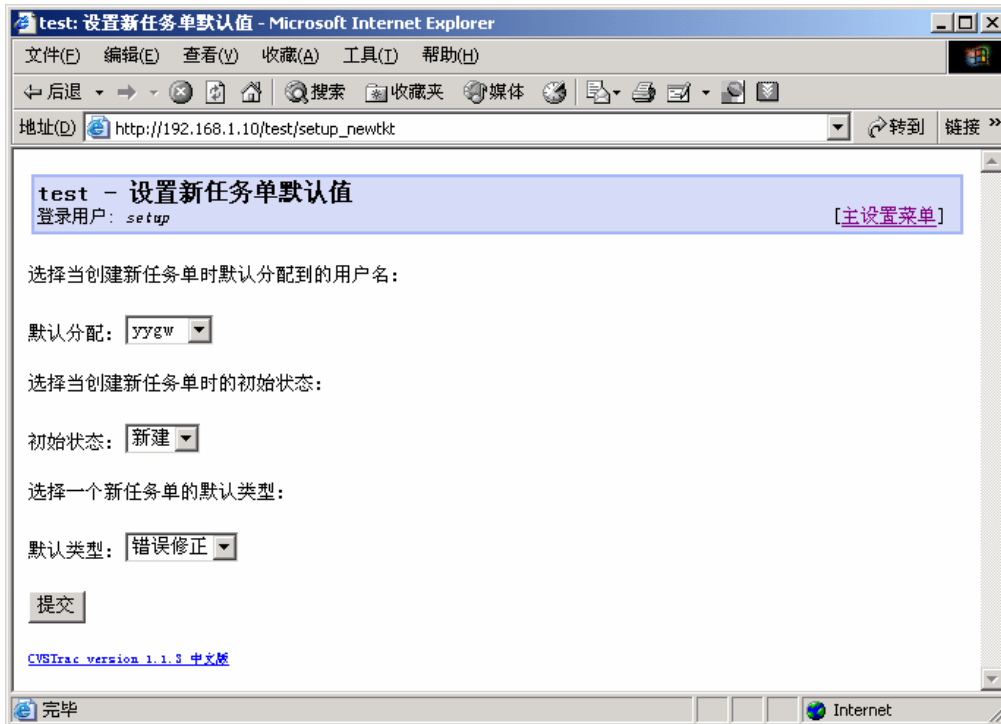 test: 设置新任务单默认值 - Microsoft Internet Explorer
文件(F) 编辑(E) 查看(V) 收藏(A) 工具(T) 帮助(H)
后退 搜索 收藏夹 媒体
地址(D) http://192.168.1.10/test/setup_newtkt 转到 链接 »
test - 设置新任务单默认值
登录用户: setup [主设置菜单]
选择当创建新任务单时默认分配到的用户名:
默认分配: yygw
选择当创建新任务单时的初始状态:
初始状态: 新建
选择一个新任务单的默认类型:
默认类型: 错误修正
提交
CVSTrac version 1.1.3 中文版
完毕 Internet